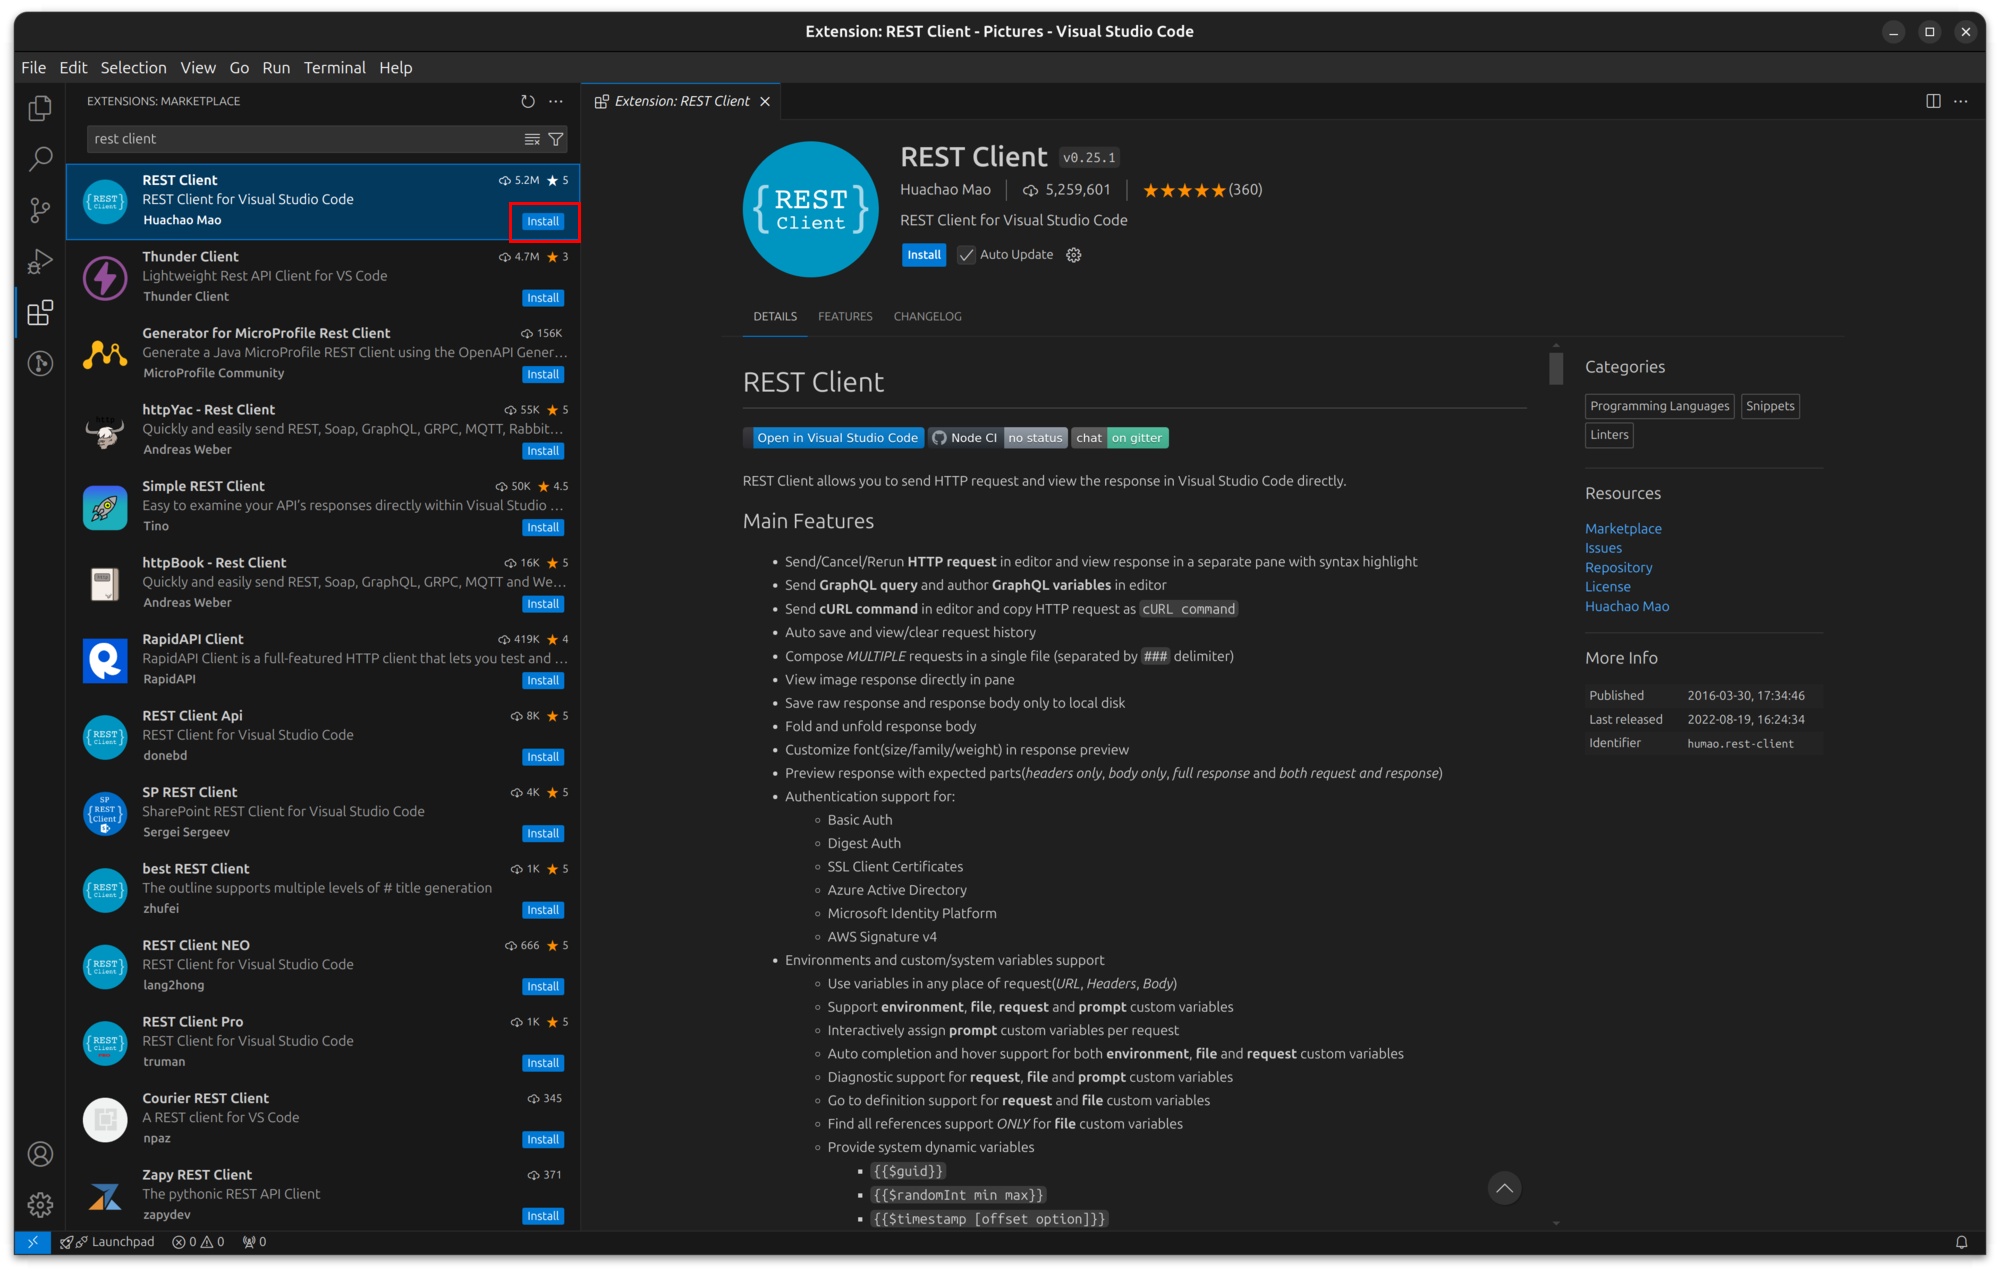 Extension: REST Client - Pictures - Visual Studio Code
File Edit Selection View Go Run Terminal Help
EXTENSIONS: MARKETPLACE
rest client
REST Client 5.2M ★ 5
REST Client for Visual Studio Code
Huachao Mao Install
Thunder Client 4.7M ★ 3
Lightweight Rest API Client for VS Code
Thunder Client Install
Generator for MicroProfile Rest Client 156K
Generate a Java MicroProfile REST Client using the OpenAPI Gener...
MicroProfile Community Install
httpYac - Rest Client 55K ★ 5
Quickly and easily send REST, Soap, GraphQL, GRPC, MQTT, Rabbit...
Andreas Weber Install
Simple REST Client 50K ★ 4.5
Easy to examine your API's responses directly within Visual Studio ...
Tino Install
httpBook - Rest Client 16K ★ 5
Quickly and easily send REST, Soap, GraphQL, GRPC, MQTT and We...
Andreas Weber Install
RapidAPI Client 419K ★ 4
RapidAPI Client is a full-featured HTTP client that lets you test and ...
RapidAPI Install
REST Client Api 8K ★ 5
REST Client for Visual Studio Code
donebd Install
SP REST Client 4K ★ 5
SharePoint REST Client for Visual Studio Code
Sergei Sergeev Install
best REST Client 1K ★ 5
The outline supports multiple levels of # title generation
zhufei Install
REST Client NEO 666 ★ 5
REST Client for Visual Studio Code
lang2hong Install
REST Client Pro 1K ★ 5
REST Client for Visual Studio Code
truman Install
Courier REST Client 345
A REST client for VS Code
npaz Install
Zapy REST Client 371
The pythonic REST API Client
zapydev Install
Extension: REST Client
{REST}
Client
REST Client v0.25.1
Huachao Mao 5,259,601 ★★★★★(360)
REST Client for Visual Studio Code
Install Auto Update
DETAILS FEATURES CHANGELOG
REST Client
Open in Visual Studio Code Node CI no status chat on gitter
REST Client allows you to send HTTP request and view the response in Visual Studio Code directly.
Main Features
• Send/Cancel/Rerun HTTP request in editor and view response in a separate pane with syntax highlight
• Send GraphQL query and author GraphQL variables in editor
• Send cURL command in editor and copy HTTP request as cURL command
• Auto save and view/clear request history
• Compose MULTIPLE requests in a single file (separated by ### delimiter)
• View image response directly in pane
• Save raw response and response body only to local disk
• Fold and unfold response body
• Customize font(size/family/weight) in response preview
• Preview response with expected parts(headers only, body only, full response and both request and response)
• Authentication support for:
◦ Basic Auth
◦ Digest Auth
◦ SSL Client Certificates
◦ Azure Active Directory
◦ Microsoft Identity Platform
◦ AWS Signature v4
• Environments and custom/system variables support
◦ Use variables in any place of request(URL, Headers, Body)
◦ Support environment, file, request and prompt custom variables
◦ Interactively assign prompt custom variables per request
◦ Auto completion and hover support for both environment, file and request custom variables
◦ Diagnostic support for request, file and prompt custom variables
◦ Go to definition support for request and file custom variables
◦ Find all references support ONLY for file custom variables
◦ Provide system dynamic variables
▪ {{$guid}}
▪ {{$randomInt min max}}
▪ {{$timestamp [offset option]}}
Categories
Programming Languages Snippets
Linters
Resources
Marketplace
Issues
Repository
License
Huachao Mao
More Info
Published 2016-03-30, 17:34:46
Last released 2022-08-19, 16:24:34
Identifier humao.rest-client
Launchpad 0 0 0